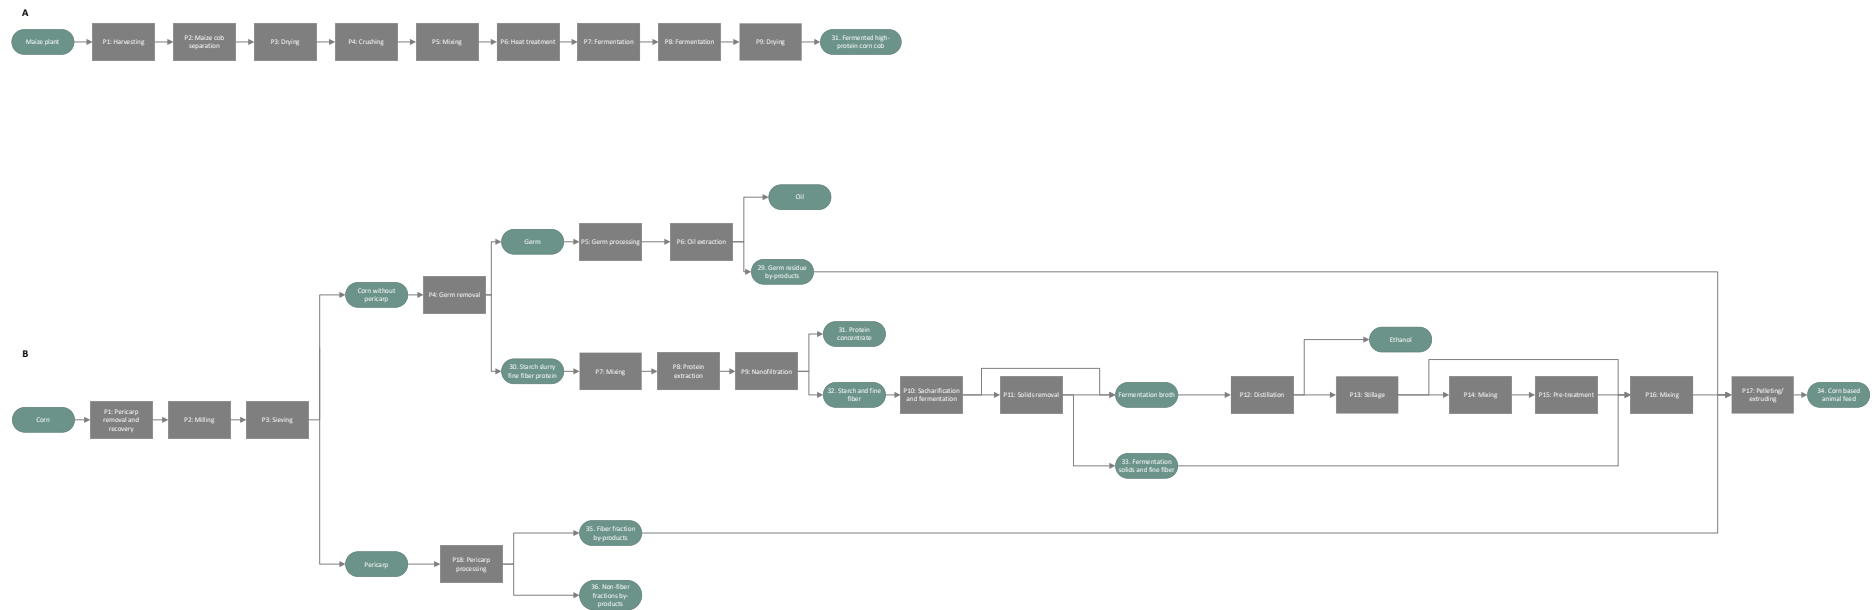 A
Maize plant
P1: Harvesting
P2: Maize cob
separation
P3: Drying
P4: Crushing
P5: Mixing
P6: Heat treatment
P7: Fermentation
P8: Fermentation
P9: Drying
31. Fermented high-
protein corn cob
Oil
Germ
P5: Germ processing
P6: Oil extraction
29. Germ residue
by-products
Corn without
pericarp
P4: Germ removal
B
31. Protein
concentrate
Ethanol
30. Starch slurry
fine fiber protein
P7: Mixing
P8: Protein
extraction
P9: Nanofiltration
32. Starch and fine
fiber
P10: Sacharification
and fermentation
P11: Solids removal
Fermentation broth
P12: Distillation
P13: Stillage
P14: Mixing
P15: Pre-treatment
P16: Mixing
P17: Pelleting/
extruding
34. Corn based
animal feed
Corn
P1: Pericarp
removal and
recovery
P2: Milling
P3: Sieving
33. Fermentation
solids and fine fiber
35. Fiber fraction
by-products
Pericarp
P18: Pericarp
processing
36. Non-fiber
fractions by-
products